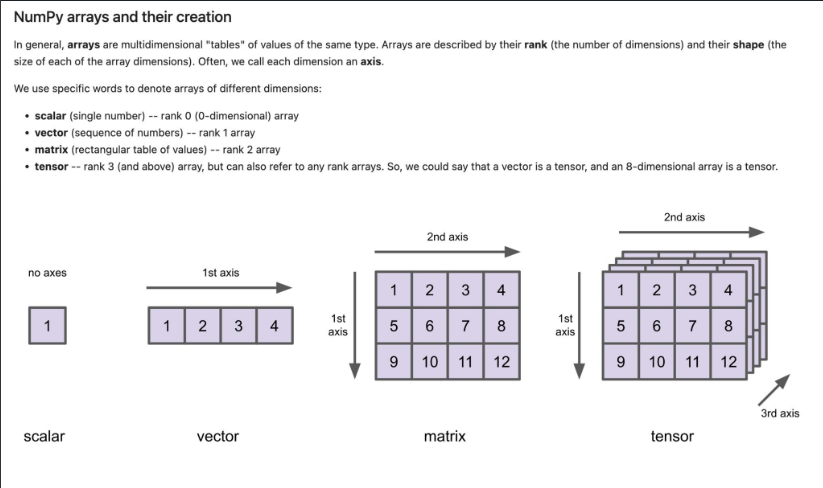 NumPy arrays and their creation
In general, arrays are multidimensional "tables" of values of the same type. Arrays are described by their rank (the number of dimensions) and their shape (the
size of each of the array dimensions). Often, we call each dimension an axis.
We use specific words to denote arrays of different dimensions:
• scalar (single number) -- rank 0 (0-dimensional) array
• vector (sequence of numbers) -- rank 1 array
• matrix (rectangular table of values) -- rank 2 array
• tensor -- rank 3 (and above) array, but can also refer to any rank arrays. So, we could say that a vector is a tensor, and an 8-dimensional array is a tensor.
no axes
1
scalar
1st axis
1 2 3 4
vector
2nd axis
1st
axis
1 2 3 4
5 6 7 8
9 10 11 12
matrix
2nd axis
1st
axis
1 2 3 4
5 6 7 8
9 10 11 12
3rd axis
tensor